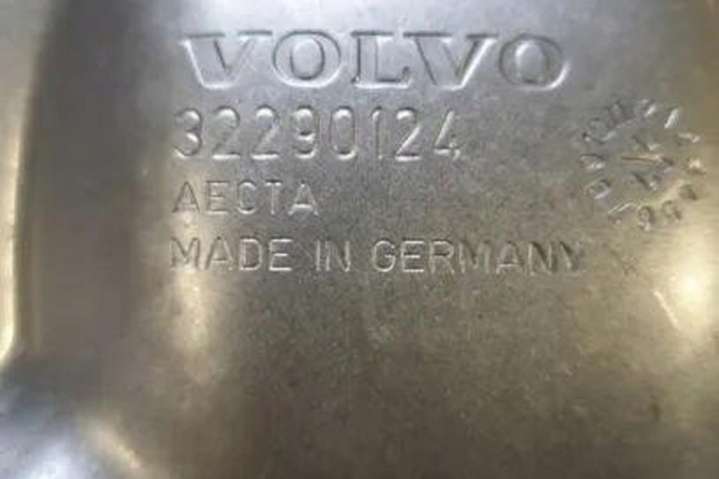 VOLVO
32290124
AECTA
MADE IN GERMANY